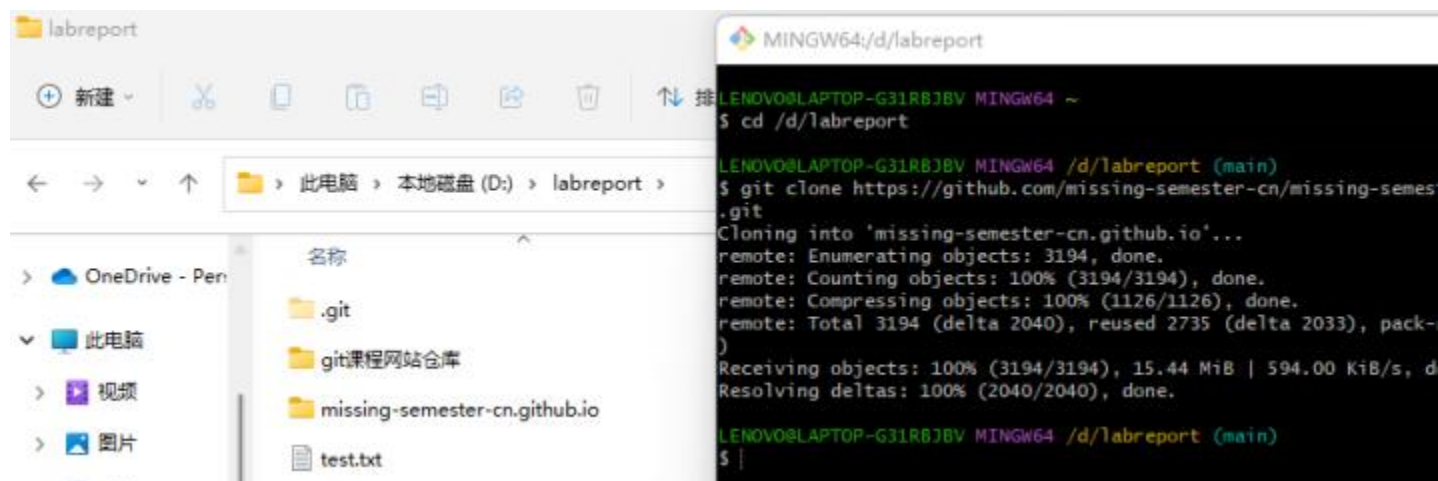 labreport
新建
排
此电脑 › 本地磁盘 (D:) › labreport ›
名称
OneDrive - Per
.git
此电脑
git课程网站仓库
视频
missing-semester-cn.github.io
图片
test.txt
MINGW64:/d/labreport
LENOVO@LAPTOP-G31RBJBV MINGW64 ~
$ cd /d/labreport
LENOVO@LAPTOP-G31RBJBV MINGW64 /d/labreport (main)
$ git clone https://github.com/missing-semester-cn/missing-semes
.git
Cloning into 'missing-semester-cn.github.io'...
remote: Enumerating objects: 3194, done.
remote: Counting objects: 100% (3194/3194), done.
remote: Compressing objects: 100% (1126/1126), done.
remote: Total 3194 (delta 2040), reused 2735 (delta 2033), pack-
)
Receiving objects: 100% (3194/3194), 15.44 MiB | 594.00 KiB/s, d
Resolving deltas: 100% (2040/2040), done.
LENOVO@LAPTOP-G31RBJBV MINGW64 /d/labreport (main)
$